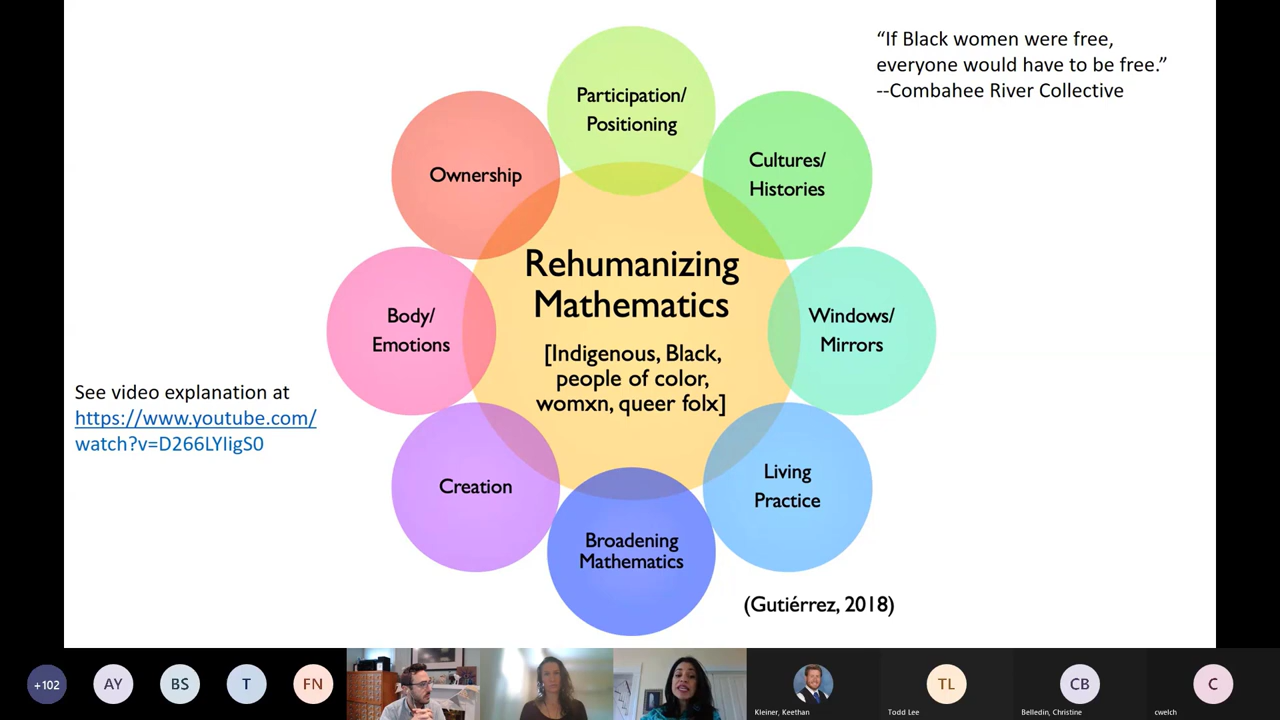 “If Black women were free,
everyone would have to be free.”
--Combahee River Collective
Participation/
Positioning
Cultures/
Histories
Ownership
Rehumanizing
Mathematics
[Indigenous, Black,
people of color,
womxn, queer folx]
Windows/
Mirrors
Body/
Emotions
See video explanation at
https://www.youtube.com/
watch?v=D266LYIigS0
Living
Practice
Creation
Broadening
Mathematics
(Gutiérrez, 2018)
+102
AY
BS
T
FN
TL
CB
C
Kleiner, Keethan
Todd Lee
Belledin, Christine
cwelch